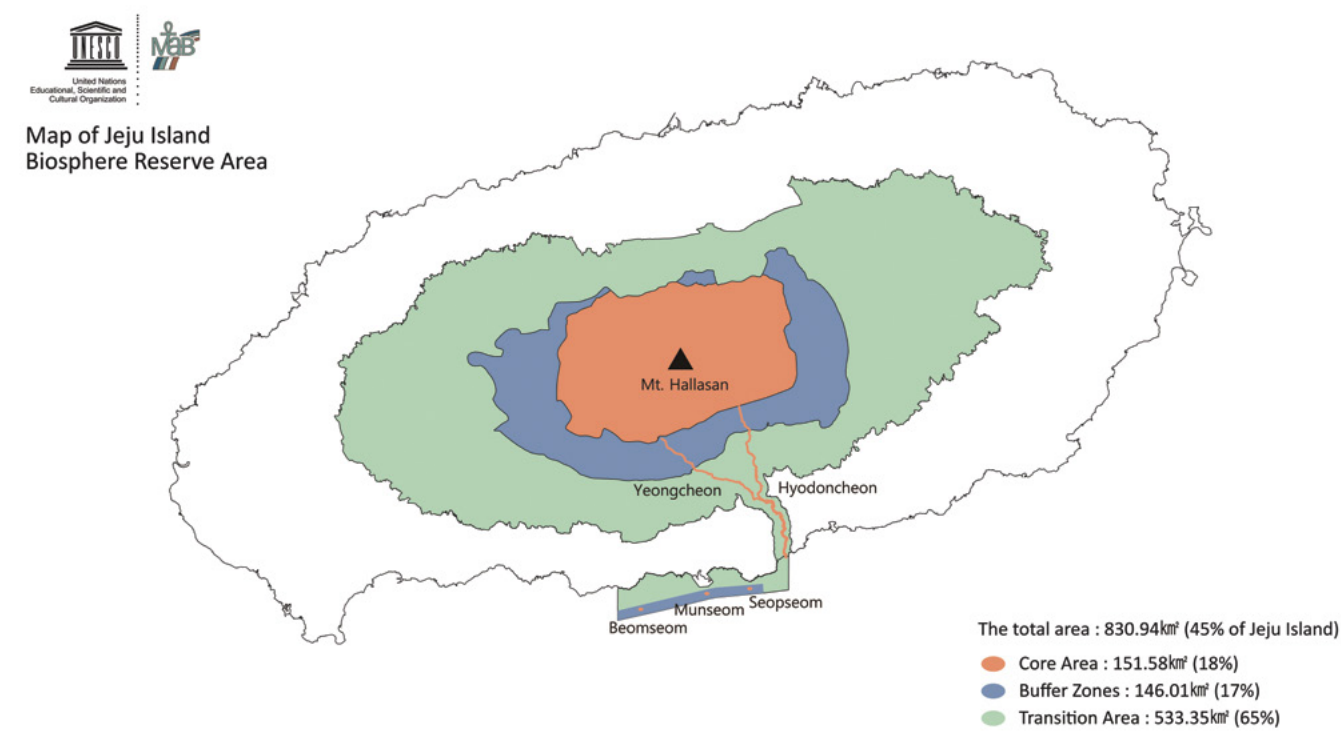 UNESCO
MaB
United Nations
Educational, Scientific and
Cultural Organization
Map of Jeju Island
Biosphere Reserve Area
Mt. Hallasan
Yeongcheon
Hyodoncheon
Munseom
Seopseom
Beomseom
The total area : 830.94㎢ (45% of Jeju Island)
Core Area : 151.58㎢ (18%)
Buffer Zones : 146.01㎢ (17%)
Transition Area : 533.35㎢ (65%)